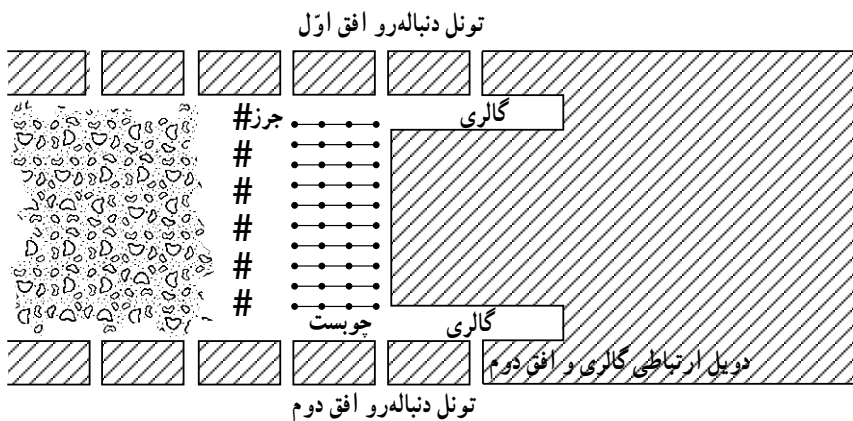 تونل دنباله‌رو افق اوّل
گالری
جرز#
#
#
#
#
#
چوبست
گالری
دویل ارتباطی گالری و افق دوم
تونل دنباله‌رو افق دوم